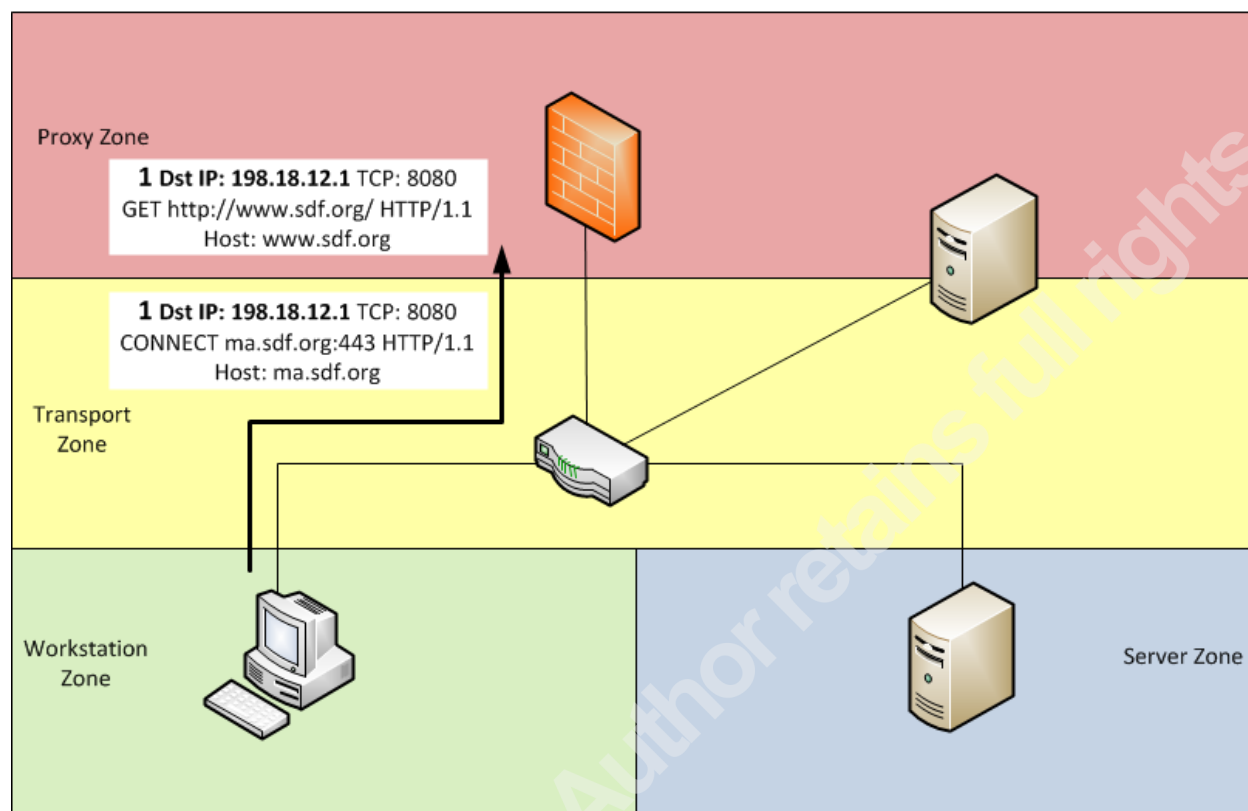 Proxy Zone
1 Dst IP: 198.18.12.1 TCP: 8080
GET http://www.sdf.org/ HTTP/1.1
Host: www.sdf.org
1 Dst IP: 198.18.12.1 TCP: 8080
CONNECT ma.sdf.org:443 HTTP/1.1
Host: ma.sdf.org
Transport
Zone
Workstation
Zone
Server Zone
Author retains full rights